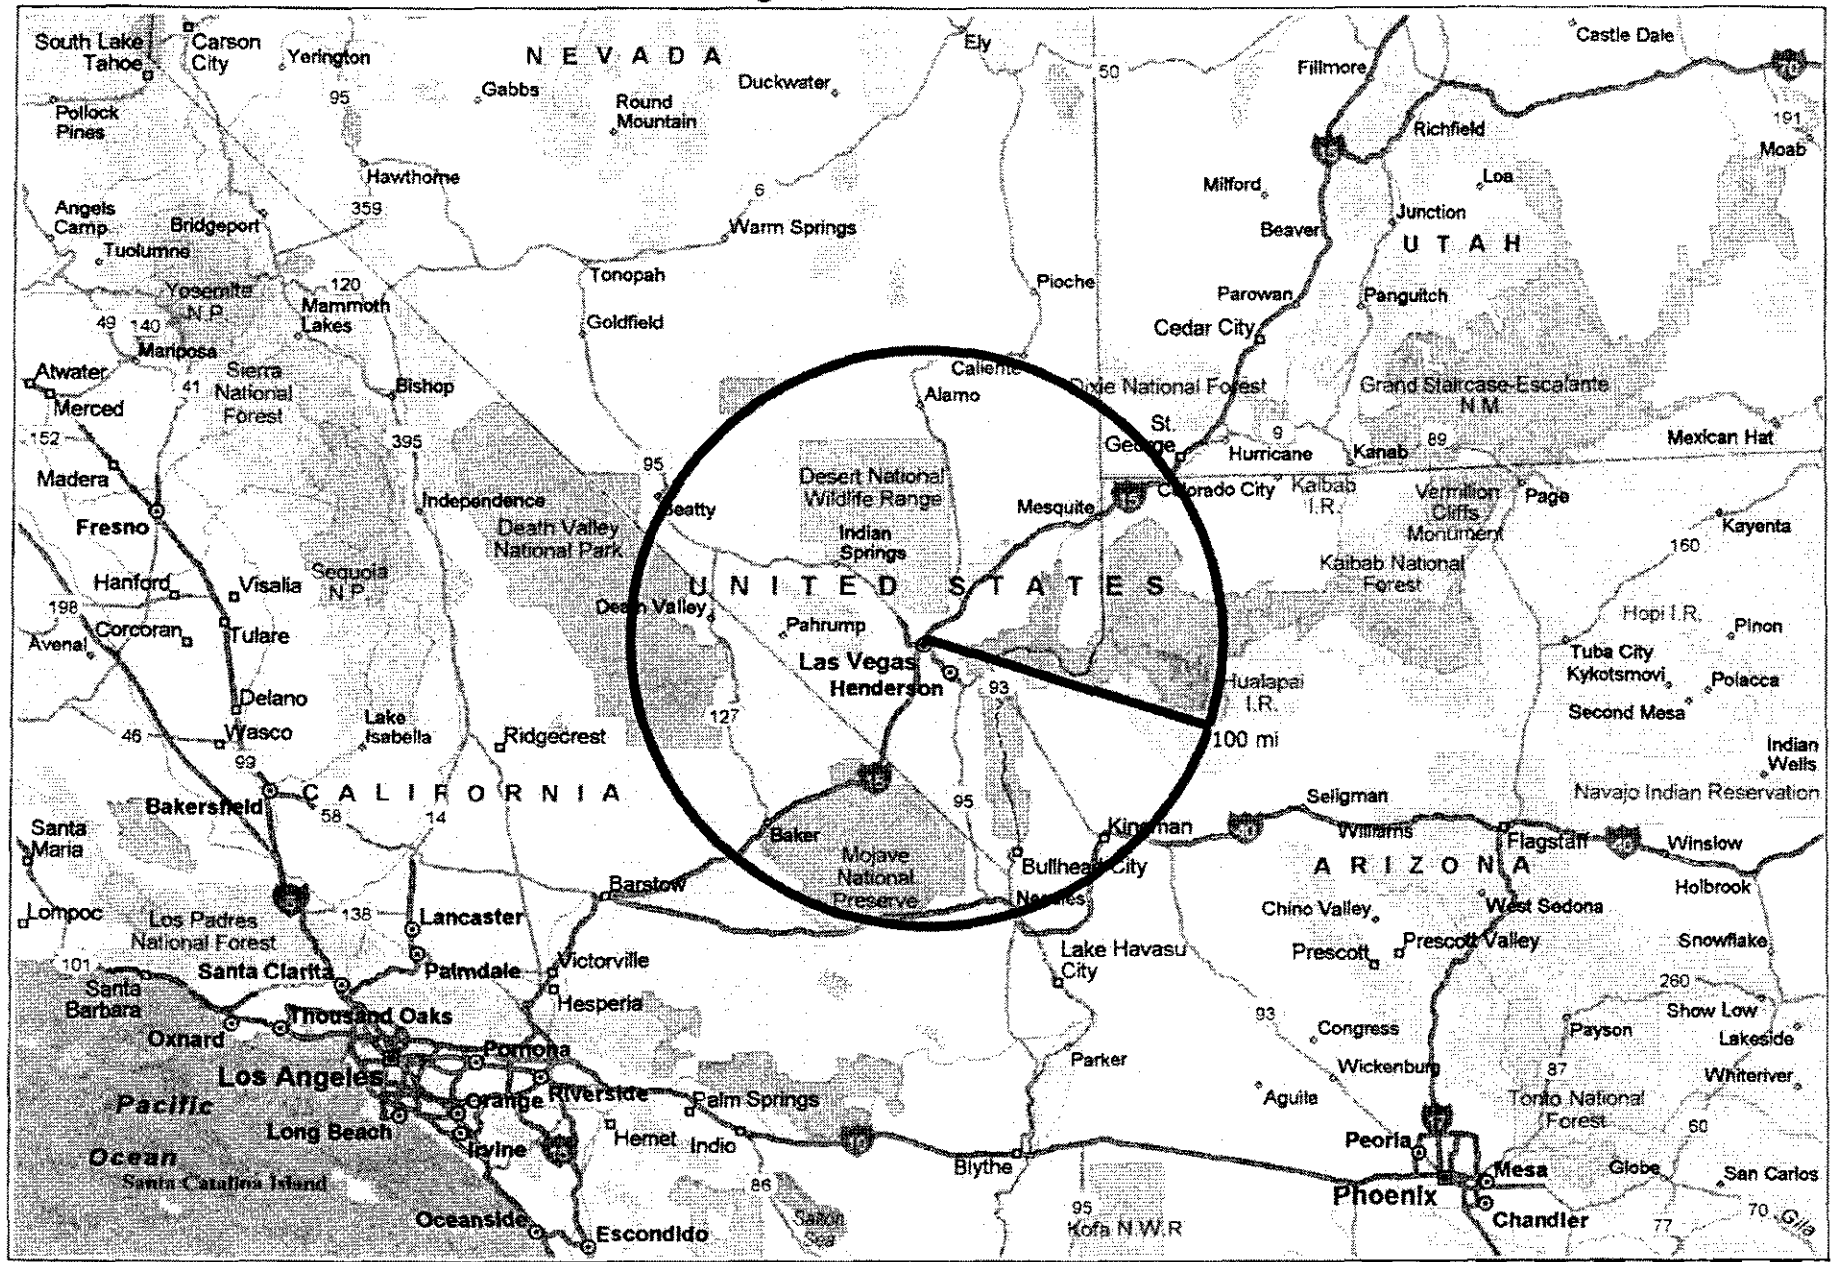 NEVADA
South Lake
Tahoe
Carson
City
Yerington
95
Gabbs
Round
Mountain
Duckwater
Ely
50
Fillmore
Castle Dale
70
Pollock
Pines
Richfield
191
Moab
15
Hawthorne
6
Milford
Loa
359
Angels
Camp
Bridgeport
Tuolumne
Warm Springs
Beaver
Junction
UTAH
Yosemite
N.P.
120
Mammoth
Lakes
Tonopah
Pioche
Parowan
Panguitch
49
140
Mariposa
Goldfield
Cedar City
Atwater
Merced
41
Sierra
National
Forest
Bishop
Caliente
Alamo
Dixie National Forest
Grand Staircase-Escalante
N.M.
152
395
95
St.
George
9
Hurricane
Kanab
89
Mexican Hat
Madera
Fresno
Independence
Beatty
Desert National
Wildlife Range
Mesquite
15
Colorado City
Kaibab
I.R.
Vermilion
Cliffs
Monument
Page
Kayenta
Death Valley
National Park
Indian
Springs
160
Kaibab National
Forest
Hanford
Visalia
Sequoia
N.P.
UNITED STATES
198
Corcoran
Tulare
Avenal
Death Valley
Pahrump
Hopi I.R.
Pinon
Las Vegas
Henderson
Tuba City
Kykotsmovi
Polacca
Second Mesa
Delano
Wasco
46
99
Lake
Isabella
Ridgecrest
127
93
Hualapai
I.R.
100 mi
Indian
Wells
Bakersfield
CALIFORNIA
58
14
15
95
Seligman
Navajo Indian Reservation
Santa
Maria
Baker
Kingman
40
Williams
Flagstaff
40
Winslow
Mojave
National
Preserve
Bullhead City
ARIZONA
Holbrook
Lompoc
Los Padres
National Forest
5
138
Lancaster
Barstow
Needles
Chino Valley
West Sedona
101
Santa Clarita
Palmdale
Victorville
Lake Havasu
City
Prescott
Prescott Valley
Snowflake
Santa
Barbara
Hesperia
260
Show Low
Oxnard
Thousand Oaks
93
Congress
Payson
Lakeside
Pomona
Parker
Wickenburg
87
Whiteriver
Los Angeles
Pacific
Ocean
Orange
Riverside
Palm Springs
Aguila
Tonto National
Forest
Long Beach
Irvine
Hemet
Indio
10
Blythe
Peoria
17
60
Santa Catalina Island
86
Mesa
Globe
San Carlos
Phoenix
Oceanside
Escondido
Salton
Sea
95
Kofa N.W.R
Chandler
77
70
Gila